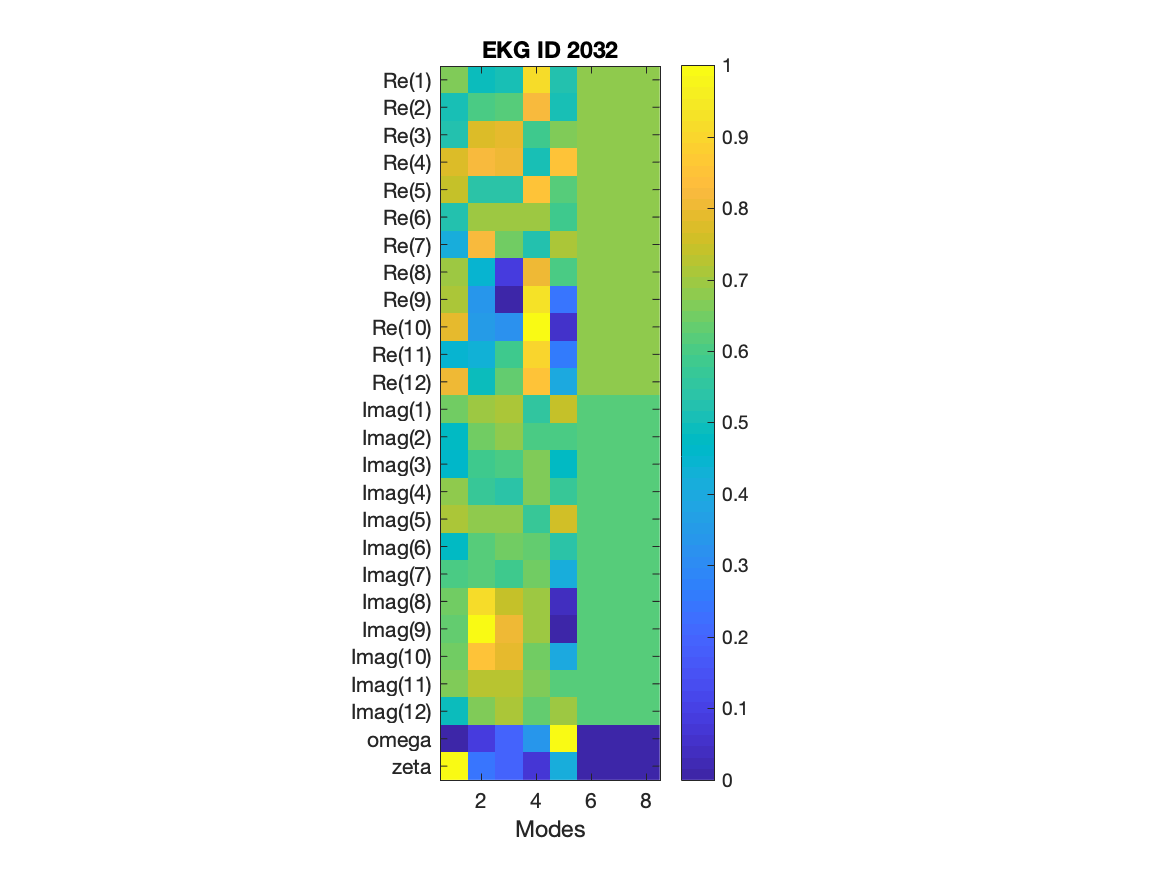 EKG ID 2032
Re(1)
Re(2)
Re(3)
Re(4)
Re(5)
Re(6)
Re(7)
Re(8)
Re(9)
Re(10)
Re(11)
Re(12)
Imag(1)
Imag(2)
Imag(3)
Imag(4)
Imag(5)
Imag(6)
Imag(7)
Imag(8)
Imag(9)
Imag(10)
Imag(11)
Imag(12)
omega
zeta
2 4 6 8
Modes
1
0.9
0.8
0.7
0.6
0.5
0.4
0.3
0.2
0.1
0